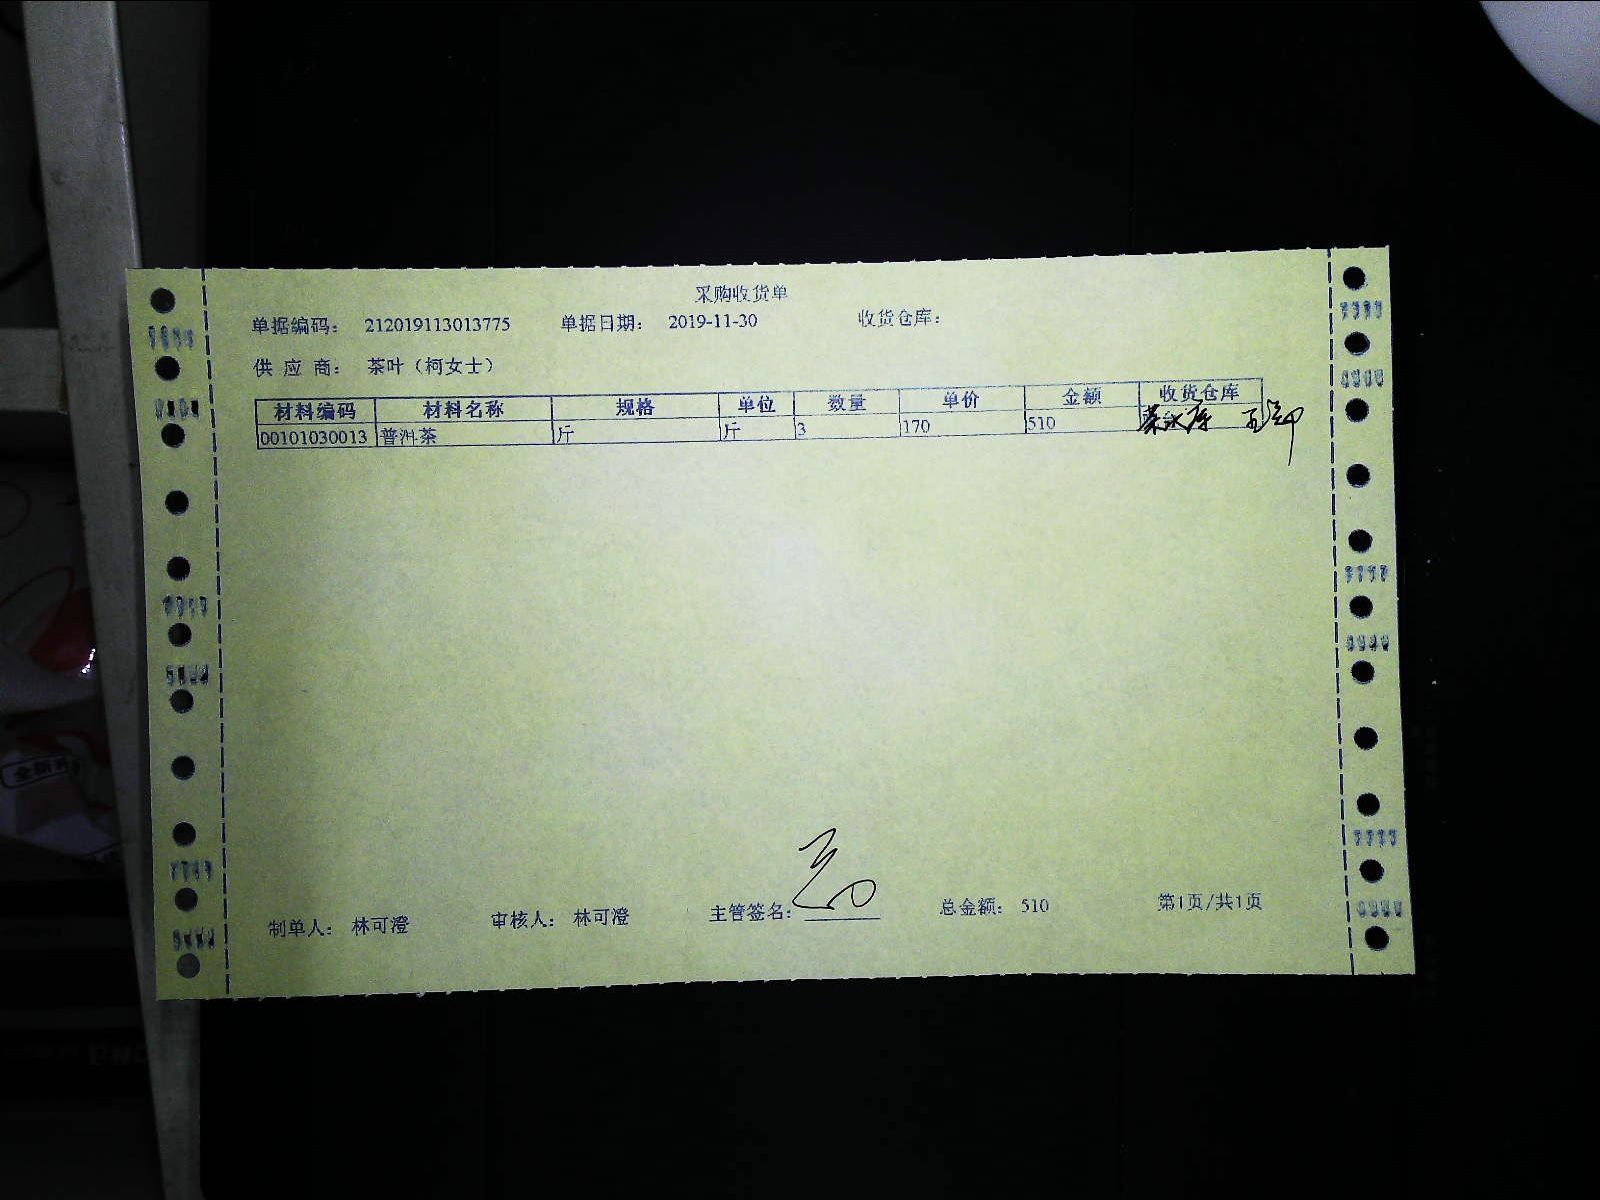 采购收货单
单据编码： 212019113013775 单据日期： 2019-11-30 收货仓库：
供 应 商： 茶叶（柯女士）
材料编码 材料名称 规格 单位 数量 单价 金额 收货仓库
00101030013 普洱茶 斤 斤 3 170 510
制单人： 林可澄 审核人： 林可澄 主管签名： 总金额： 510 第1页/共1页